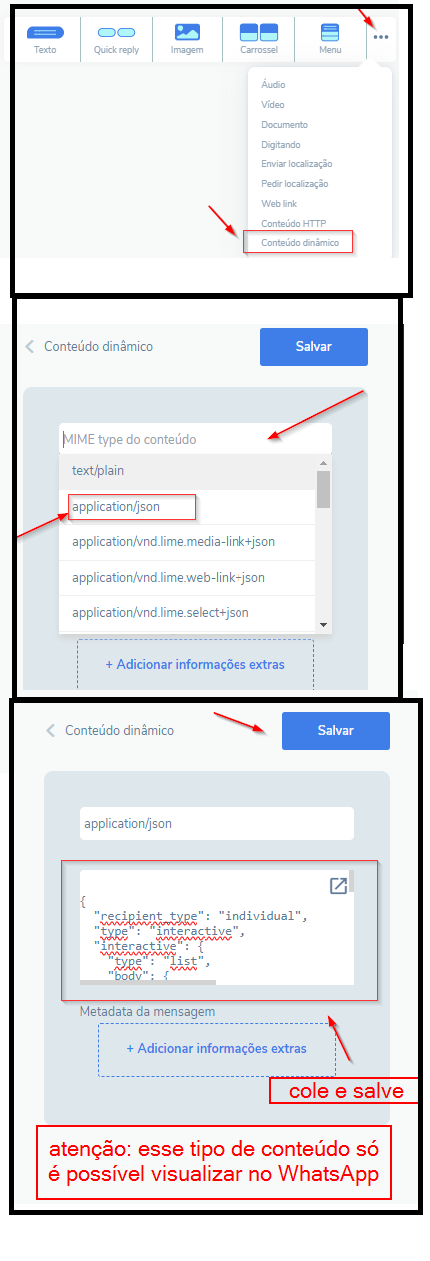 Texto
Quick reply
Imagem
Carrossel
Menu
Áudio
Vídeo
Documento
Digitando
Enviar localização
Pedir localização
Web link
Conteúdo HTTP
Conteúdo dinâmico
Conteúdo dinâmico
Salvar
MIME type do conteúdo
text/plain
application/json
application/vnd.lime.media-link+json
application/vnd.lime.web-link+json
application/vnd.lime.select+json
+ Adicionar informações extras
Conteúdo dinâmico
Salvar
application/json
{
"recipient_type": "individual",
"type": "interactive",
"interactive": {
"type": "list",
"body": {
Metadata da mensagem
+ Adicionar informações extras
cole e salve
atenção: esse tipo de conteúdo só
é possível visualizar no WhatsApp